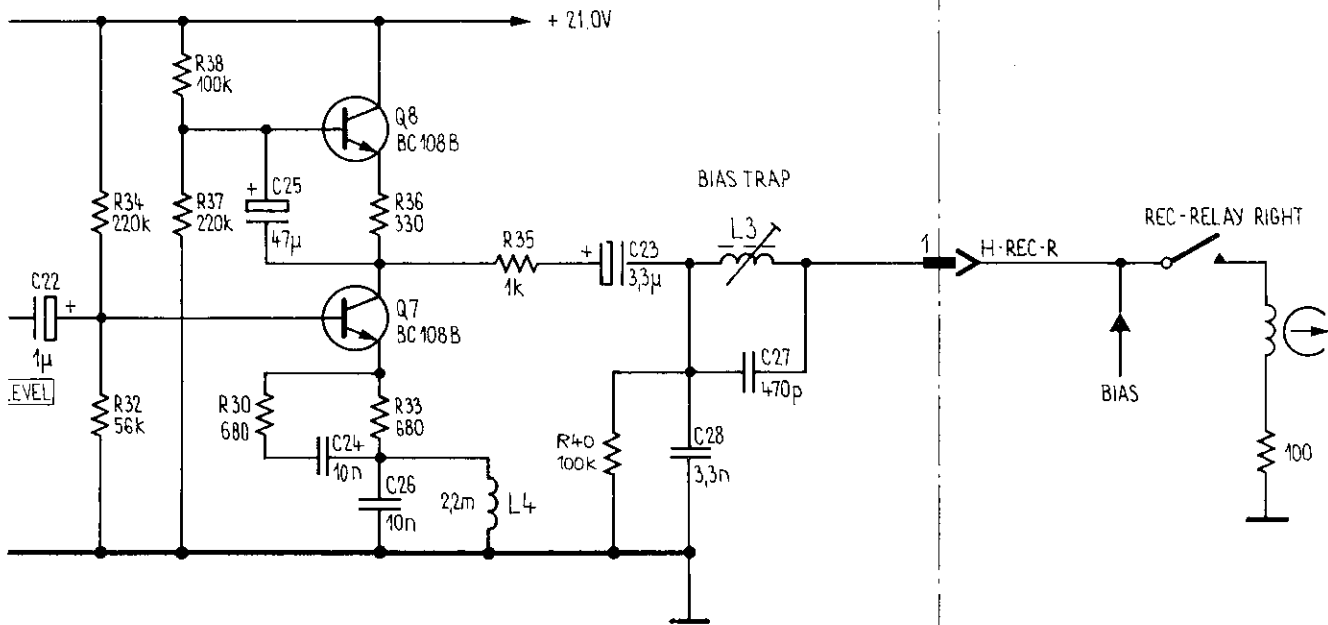 + 21,0V
R38
100k
Q8
BC 108 B
+
C25
47µ
R34
220k
R37
220k
R36
330
BIAS TRAP
L3
REC-RELAY RIGHT
R35
1k
+
C23
3,3µ
1
H-REC-R
C22
+
1µ
Q7
BC 108 B
LEVEL
R32
56k
R30
680
R33
680
C24
10n
C26
10n
2,2m
L4
C27
470p
R40
100k
C28
3,3n
BIAS
100